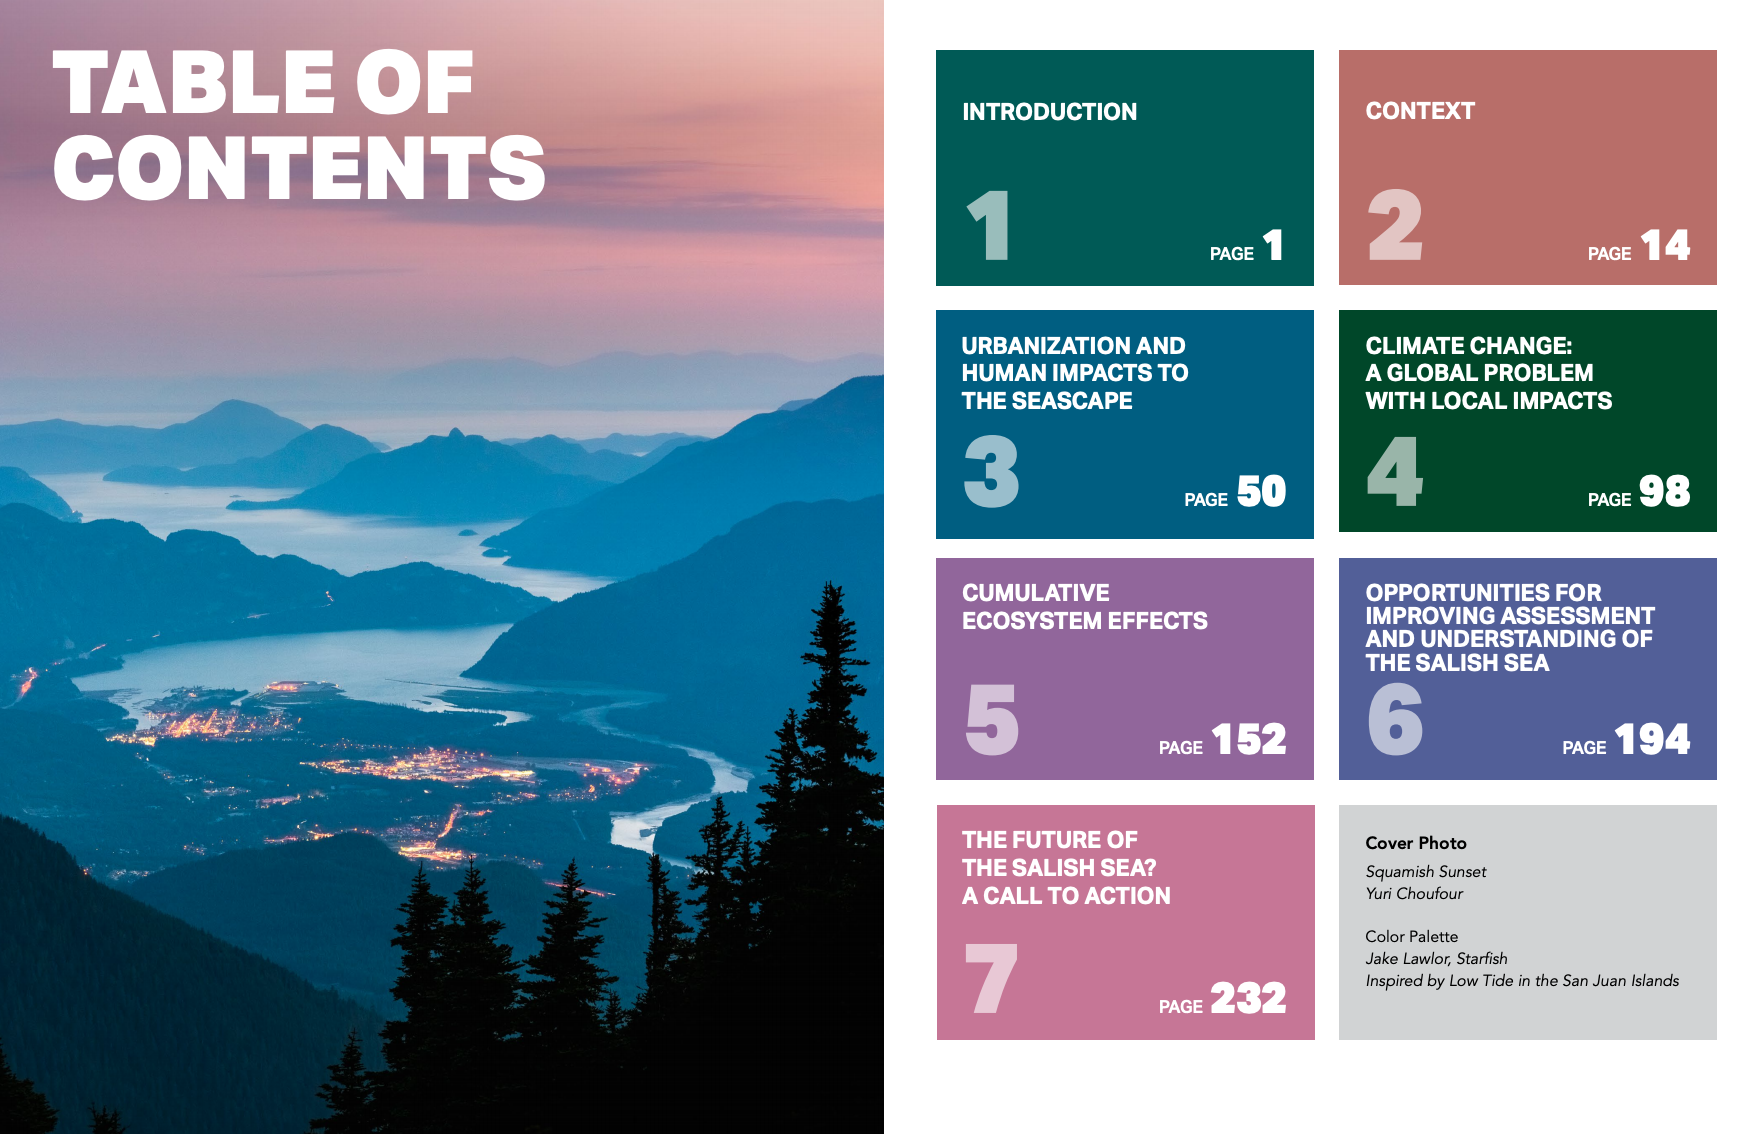 TABLE OF
CONTENTS
INTRODUCTION
1
PAGE 1
CONTEXT
2
PAGE 14
URBANIZATION AND
HUMAN IMPACTS TO
THE SEASCAPE
3
PAGE 50
CLIMATE CHANGE:
A GLOBAL PROBLEM
WITH LOCAL IMPACTS
4
PAGE 98
CUMULATIVE
ECOSYSTEM EFFECTS
5
PAGE 152
OPPORTUNITIES FOR
IMPROVING ASSESSMENT
AND UNDERSTANDING OF
THE SALISH SEA
6
PAGE 194
THE FUTURE OF
THE SALISH SEA?
A CALL TO ACTION
7
PAGE 232
Cover Photo
Squamish Sunset
Yuri Choufour
Color Palette
Jake Lawlor, Starfish
Inspired by Low Tide in the San Juan Islands